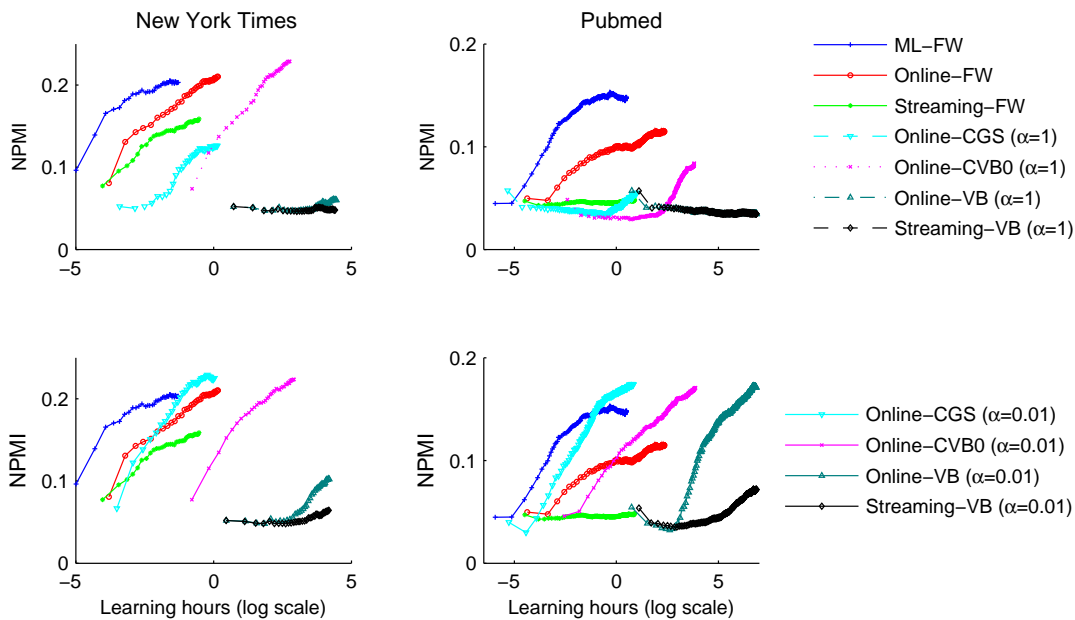 New York Times
Pubmed
0.2
0.1
0
−5
0
5
NPMI
0.2
0.1
0
−5
0
5
NPMI
ML−FW
Online−FW
Streaming−FW
Online−CGS (α=1)
Online−CVB0 (α=1)
Online−VB (α=1)
Streaming−VB (α=1)
0.2
0.1
0
−5
0
5
NPMI
Learning hours (log scale)
0.2
0.1
0
−5
0
5
NPMI
Learning hours (log scale)
Online−CGS (α=0.01)
Online−CVB0 (α=0.01)
Online−VB (α=0.01)
Streaming−VB (α=0.01)